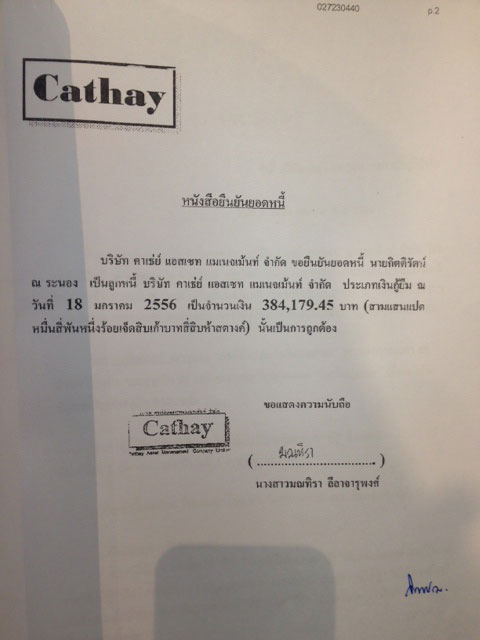 027230440
p.2
Cathay
หนังสือยืนยันยอดหนี้
บริษัท คาเธ่ย์ แอสเซท แมเนจเม้นท์ จำกัด ขอยืนยันยอดหนี้ นายกิตติรัตน์
ณ ระนอง เป็นลูกหนี้ บริษัท คาเธ่ย์ แอสเซท แมเนจเม้นท์ จำกัด ประเภทเงินกู้ยืม ณ
วันที่ 18 มกราคม 2556 เป็นจำนวนเงิน 384,179.45 บาท (สามแสนแปด
หมื่นสี่พันหนึ่งร้อยเจ็ดสิบเก้าบาทสี่สิบห้าสตางค์) นั้นเป็นการถูกต้อง
ขอแสดงความนับถือ
Cathay
Cathay Asset Management Company Limited
มณทิรา
(..............................)
นางสาวมณทิรา ลีลาจารุพงศ์